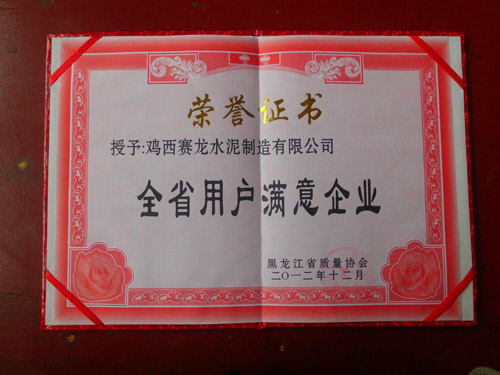 荣誉证书
授予:鸡西赛龙水泥制造有限公司
全省用户满意企业
黑龙江省质量协会
二〇一二年十二月